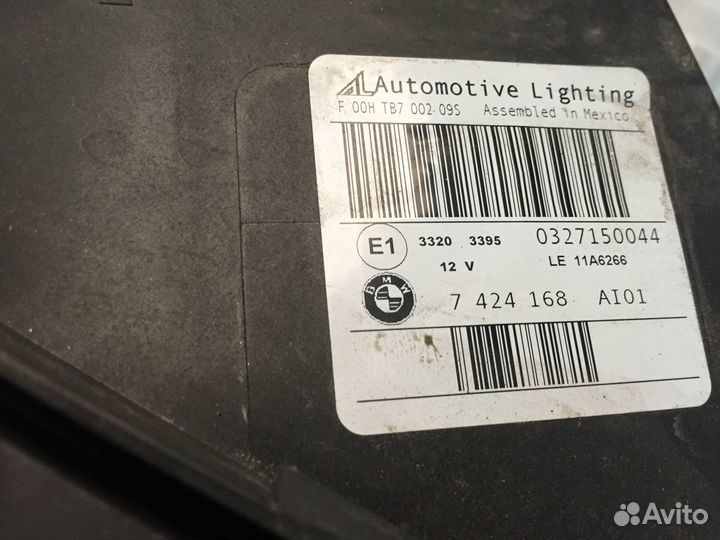 AL Automotive Lighting
F 00H TB7 002-09S Assembled in Mexico
E1 3320 3395 0327150044
12 V LE 11A6266
BMW 7 424 168 AI01
Avito